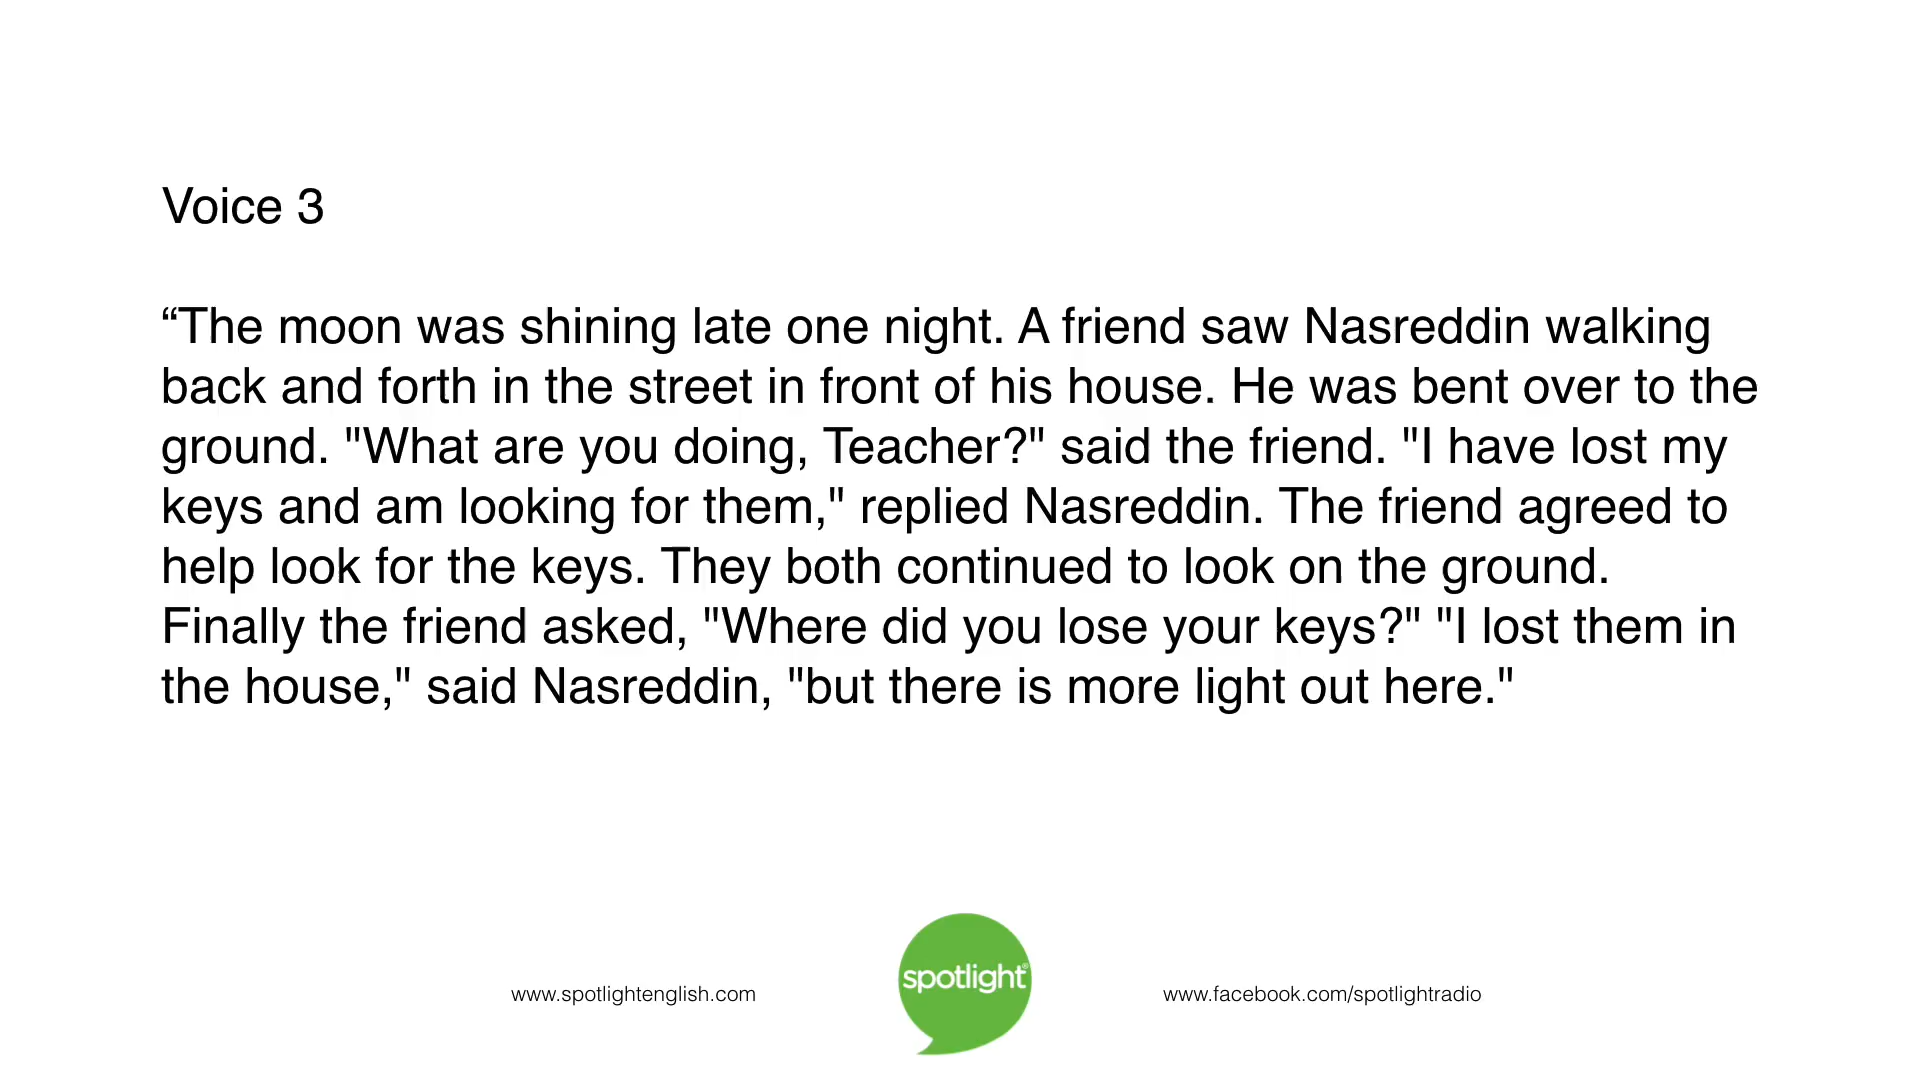 Voice 3
“The moon was shining late one night. A friend saw Nasreddin walking
back and forth in the street in front of his house. He was bent over to the
ground. "What are you doing, Teacher?" said the friend. "I have lost my
keys and am looking for them," replied Nasreddin. The friend agreed to
help look for the keys. They both continued to look on the ground.
Finally the friend asked, "Where did you lose your keys?" "I lost them in
the house," said Nasreddin, "but there is more light out here."
www.spotlightenglish.com
spotlight®
www.facebook.com/spotlightradio